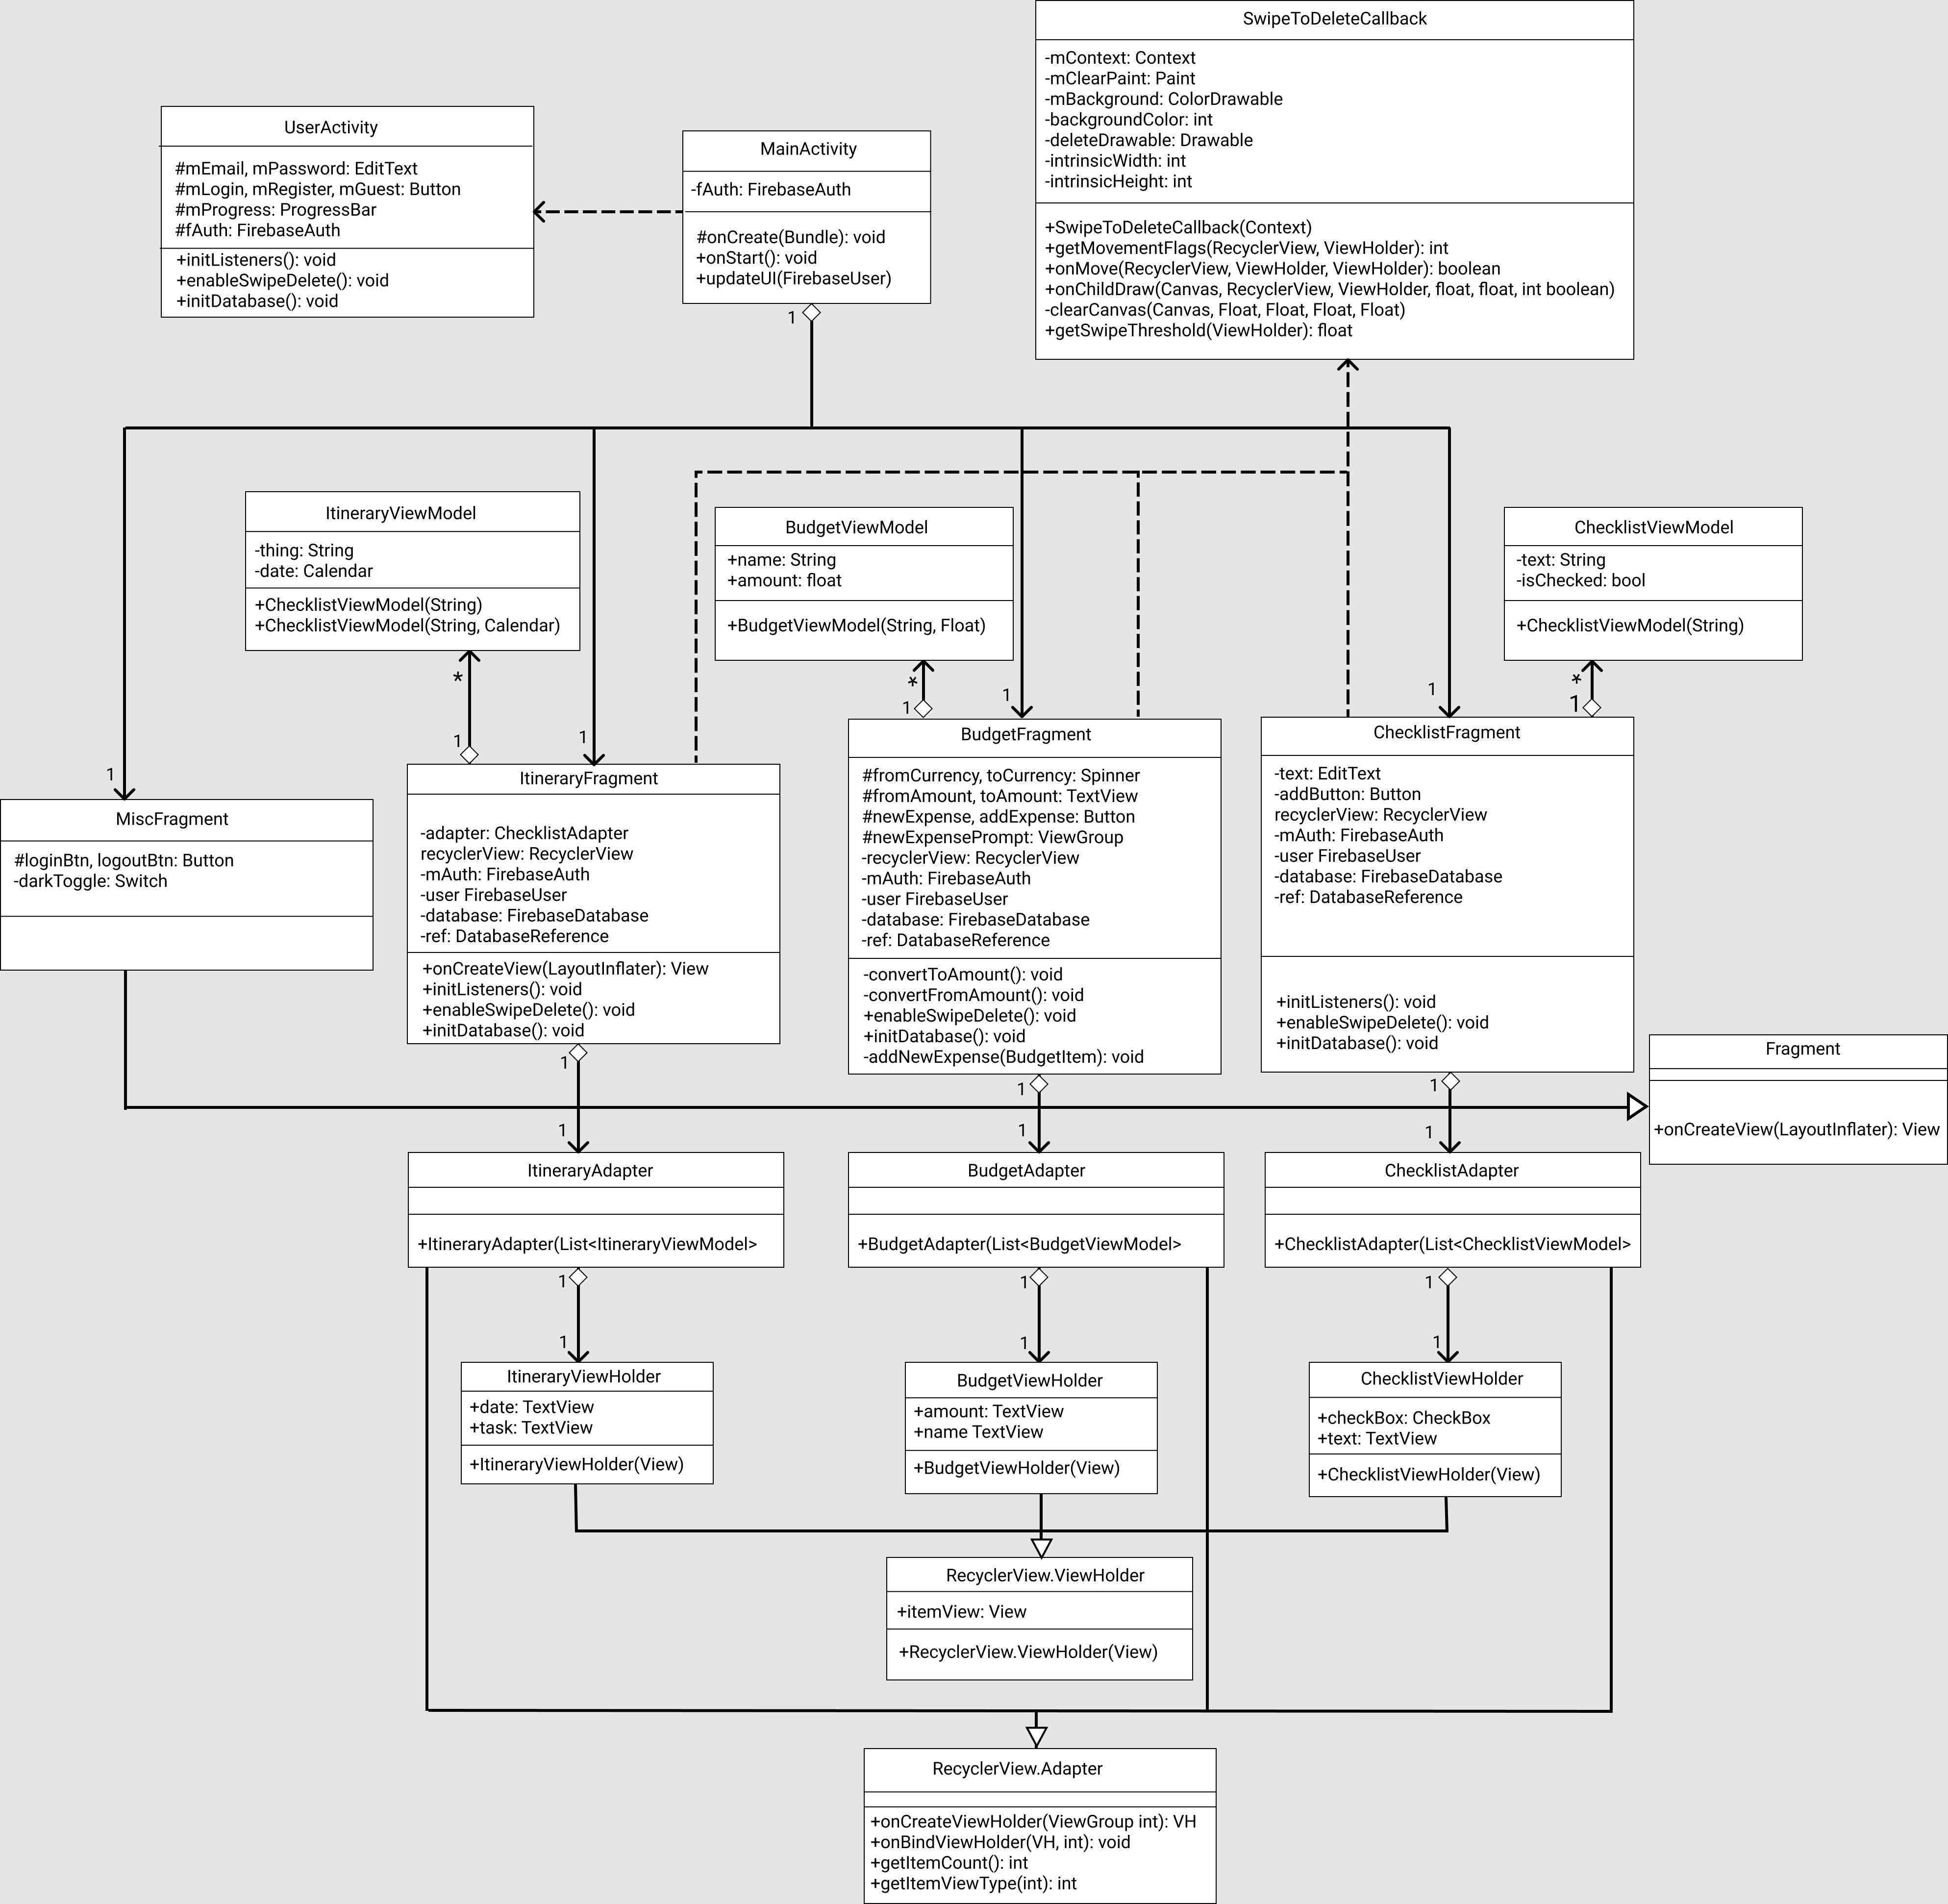 SwipeToDeleteCallback
-mContext: Context
-mClearPaint: Paint
-mBackground: ColorDrawable
-backgroundColor: int
-deleteDrawable: Drawable
-intrinsicWidth: int
-intrinsicHeight: int
+SwipeToDeleteCallback(Context)
+getMovementFlags(RecyclerView, ViewHolder): int
+onMove(RecyclerView, ViewHolder, ViewHolder): boolean
+onChildDraw(Canvas, RecyclerView, ViewHolder, float, float, int boolean)
-clearCanvas(Canvas, Float, Float, Float, Float)
+getSwipeThreshold(ViewHolder): float
UserActivity
#mEmail, mPassword: EditText
#mLogin, mRegister, mGuest: Button
#mProgress: ProgressBar
#fAuth: FirebaseAuth
+initListeners(): void
+enableSwipeDelete(): void
+initDatabase(): void
MainActivity
-fAuth: FirebaseAuth
#onCreate(Bundle): void
+onStart(): void
+updateUI(FirebaseUser)
1
ItineraryViewModel
-thing: String
-date: Calendar
+ChecklistViewModel(String)
+ChecklistViewModel(String, Calendar)
*
1
1
BudgetViewModel
+name: String
+amount: float
+BudgetViewModel(String, Float)
*
1
1
ChecklistViewModel
-text: String
-isChecked: bool
+ChecklistViewModel(String)
1
*
1
1
MiscFragment
#loginBtn, logoutBtn: Button
-darkToggle: Switch
ItineraryFragment
-adapter: ChecklistAdapter
recyclerView: RecyclerView
-mAuth: FirebaseAuth
-user FirebaseUser
-database: FirebaseDatabase
-ref: DatabaseReference
+onCreateView(LayoutInflater): View
+initListeners(): void
+enableSwipeDelete(): void
+initDatabase(): void
1
1
BudgetFragment
#fromCurrency, toCurrency: Spinner
#fromAmount, toAmount: TextView
#newExpense, addExpense: Button
#newExpensePrompt: ViewGroup
-recyclerView: RecyclerView
-mAuth: FirebaseAuth
-user FirebaseUser
-database: FirebaseDatabase
-ref: DatabaseReference
-convertToAmount(): void
-convertFromAmount(): void
+enableSwipeDelete(): void
+initDatabase(): void
-addNewExpense(BudgetItem): void
1
1
ChecklistFragment
-text: EditText
-addButton: Button
recyclerView: RecyclerView
-mAuth: FirebaseAuth
-user FirebaseUser
-database: FirebaseDatabase
-ref: DatabaseReference
+initListeners(): void
+enableSwipeDelete(): void
+initDatabase(): void
1
1
Fragment
+onCreateView(LayoutInflater): View
ItineraryAdapter
+ItineraryAdapter(List<ItineraryViewModel>
1
1
BudgetAdapter
+BudgetAdapter(List<BudgetViewModel>
1
1
ChecklistAdapter
+ChecklistAdapter(List<ChecklistViewModel>
1
1
ItineraryViewHolder
+date: TextView
+task: TextView
+ItineraryViewHolder(View)
BudgetViewHolder
+amount: TextView
+name TextView
+BudgetViewHolder(View)
ChecklistViewHolder
+checkBox: CheckBox
+text: TextView
+ChecklistViewHolder(View)
RecyclerView.ViewHolder
+itemView: View
+RecyclerView.ViewHolder(View)
RecyclerView.Adapter
+onCreateViewHolder(ViewGroup int): VH
+onBindViewHolder(VH, int): void
+getItemCount(): int
+getItemViewType(int): int